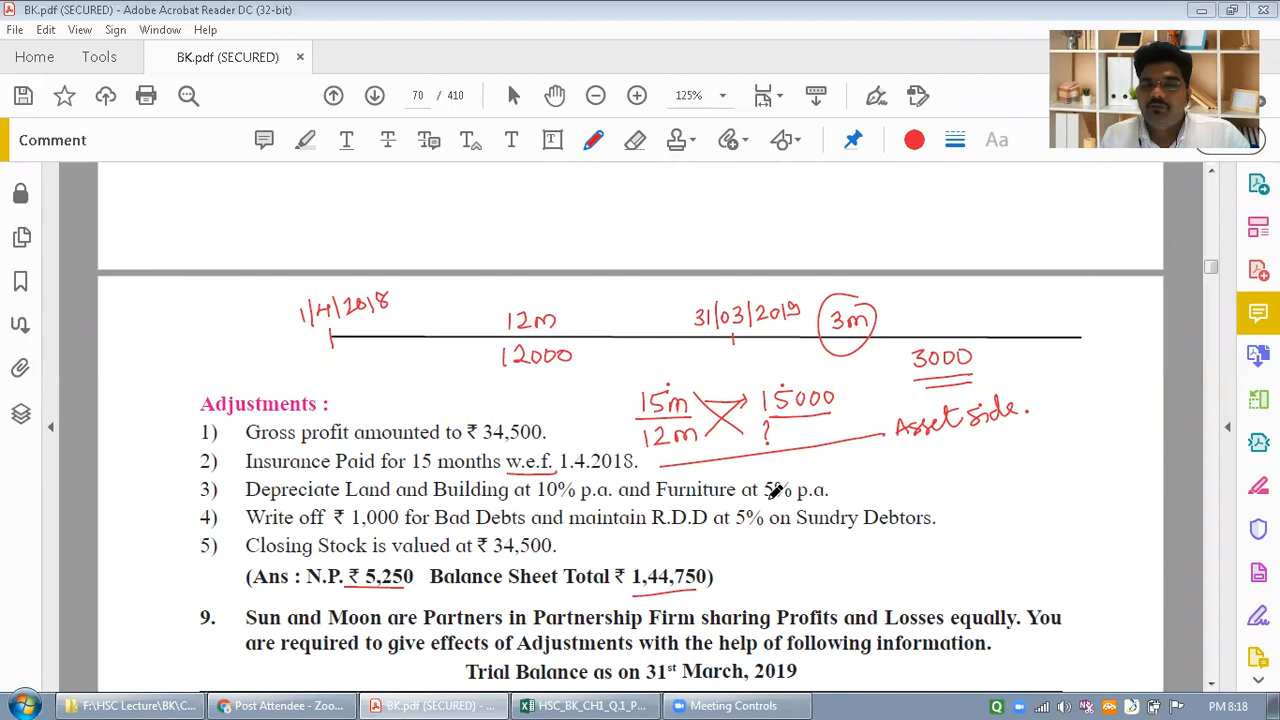 BK.pdf (SECURED) - Adobe Acrobat Reader DC (32-bit)
File Edit View Sign Window Help
Home Tools BK.pdf (SECURED) ×
70 / 410 125%
Comment Aa
1/4/2018 12m 31/03/2019 3m
12000 3000
Adjustments :
15m 15000
12m ?
Asset side.
1) Gross profit amounted to ₹ 34,500.
2) Insurance Paid for 15 months w.e.f. 1.4.2018.
3) Depreciate Land and Building at 10% p.a. and Furniture at 5% p.a.
4) Write off ₹ 1,000 for Bad Debts and maintain R.D.D at 5% on Sundry Debtors.
5) Closing Stock is valued at ₹ 34,500.
(Ans : N.P. ₹ 5,250 Balance Sheet Total ₹ 1,44,750)
9. Sun and Moon are Partners in Partnership Firm sharing Profits and Losses equally. You
are required to give effects of Adjustments with the help of following information.
Trial Balance as on 31st March, 2019
F:\HSC Lecture\BK\C... Post Attendee - Zoo... BK.pdf (SECURED) - ... HSC_BK_CH1_Q.1_P... Meeting Controls PM 8:18